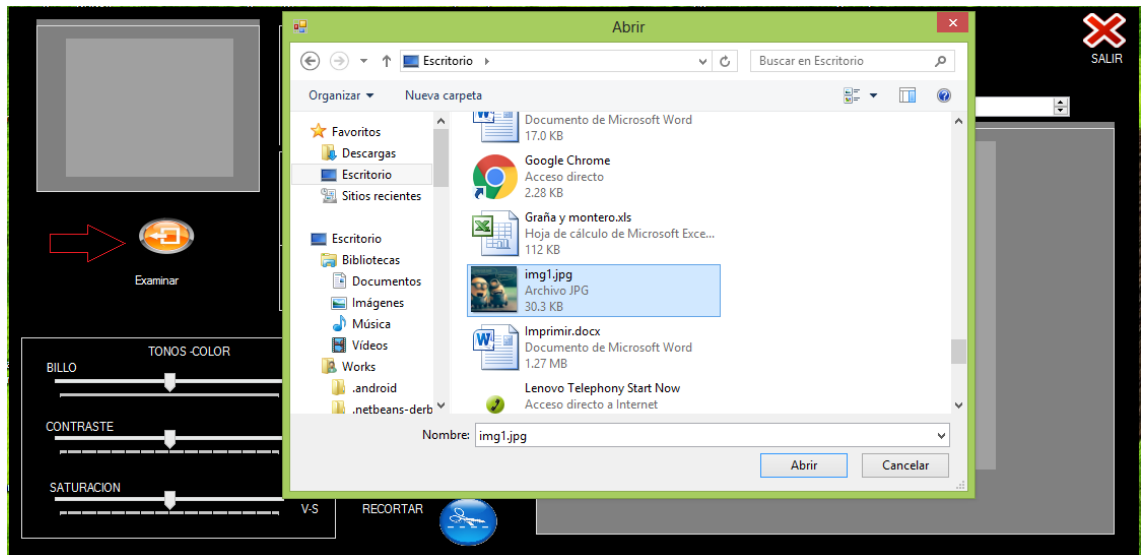 Abrir
SALIR
Escritorio
Buscar en Escritorio
Organizar
Nueva carpeta
Favoritos
Descargas
Escritorio
Sitios recientes
Escritorio
Bibliotecas
Documentos
Imágenes
Música
Vídeos
Works
.android
.netbeans-derb
Documento de Microsoft Word
17.0 KB
Google Chrome
Acceso directo
2.28 KB
Graña y montero.xls
Hoja de cálculo de Microsoft Exce...
112 KB
img1.jpg
Archivo JPG
30.3 KB
Imprimir.docx
Documento de Microsoft Word
1.27 MB
Lenovo Telephony Start Now
Acceso directo a Internet
Nombre: img1.jpg
Abrir
Cancelar
Examinar
TONOS -COLOR
BILLO
CONTRASTE
SATURACION
V-S
RECORTAR